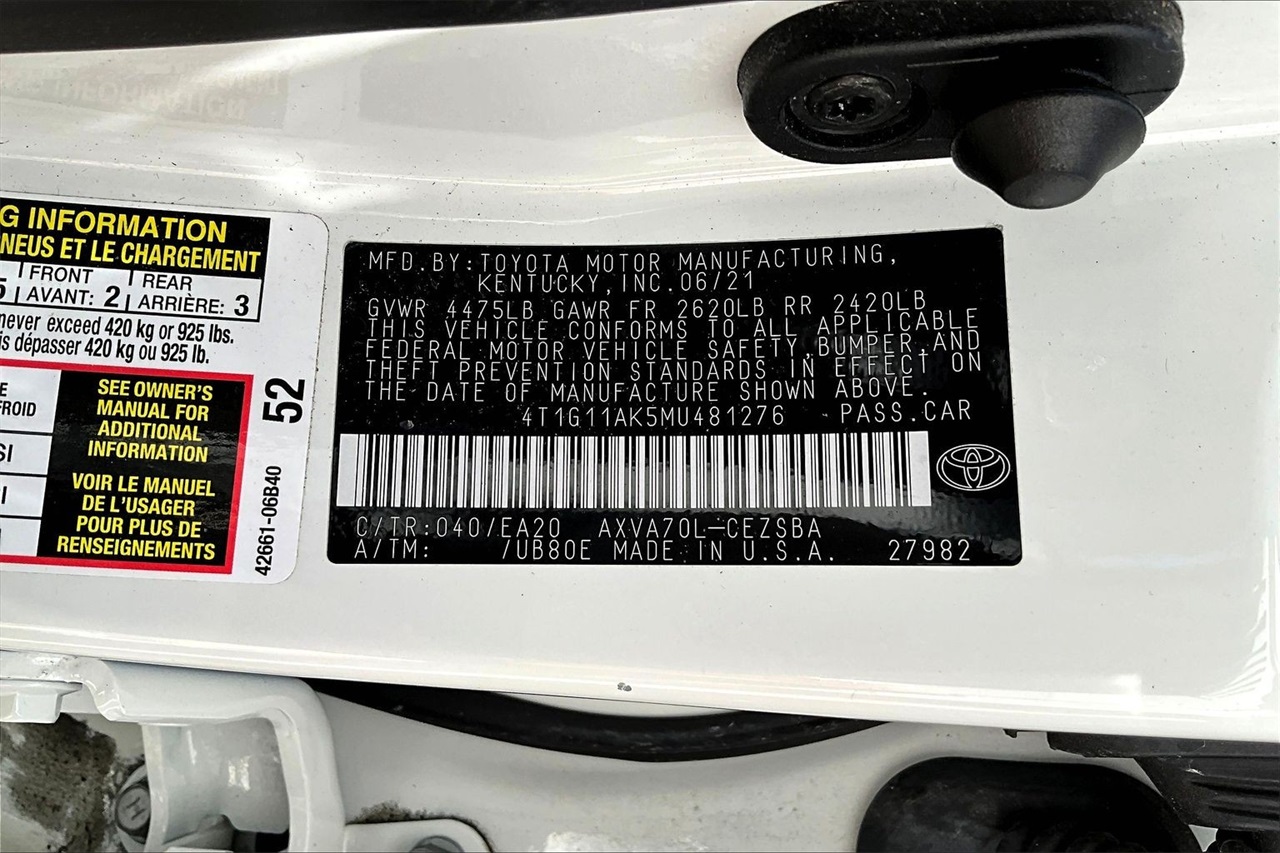 G INFORMATION
NEUS ET LE CHARGEMENT
5 FRONT REAR
AVANT: 2 ARRIÈRE: 3
never exceed 420 kg or 925 lbs.
is dépasser 420 kg ou 925 lb.
E
FROID
SI
I
SEE OWNER'S
MANUAL FOR
ADDITIONAL
INFORMATION
VOIR LE MANUEL
DE L'USAGER
POUR PLUS DE
RENSEIGNEMENTS
52
42661-06B40
MFD.BY:TOYOTA MOTOR MANUFACTURING,
KENTUCKY,INC.06/21
GVWR 4475LB GAWR FR 2620LB RR 2420LB
THIS VEHICLE CONFORMS TO ALL APPLICABLE
FEDERAL MOTOR VEHICLE SAFETY,BUMPER,AND
THEFT PREVENTION STANDARDS IN EFFECT ON
THE DATE OF MANUFACTURE SHOWN ABOVE.
4T1G11AK5MU481276 PASS.CAR
C/TR:040/EA20 AXVA70L-CEZSBA
A/TM: /UB80E MADE IN U.S.A. 27982